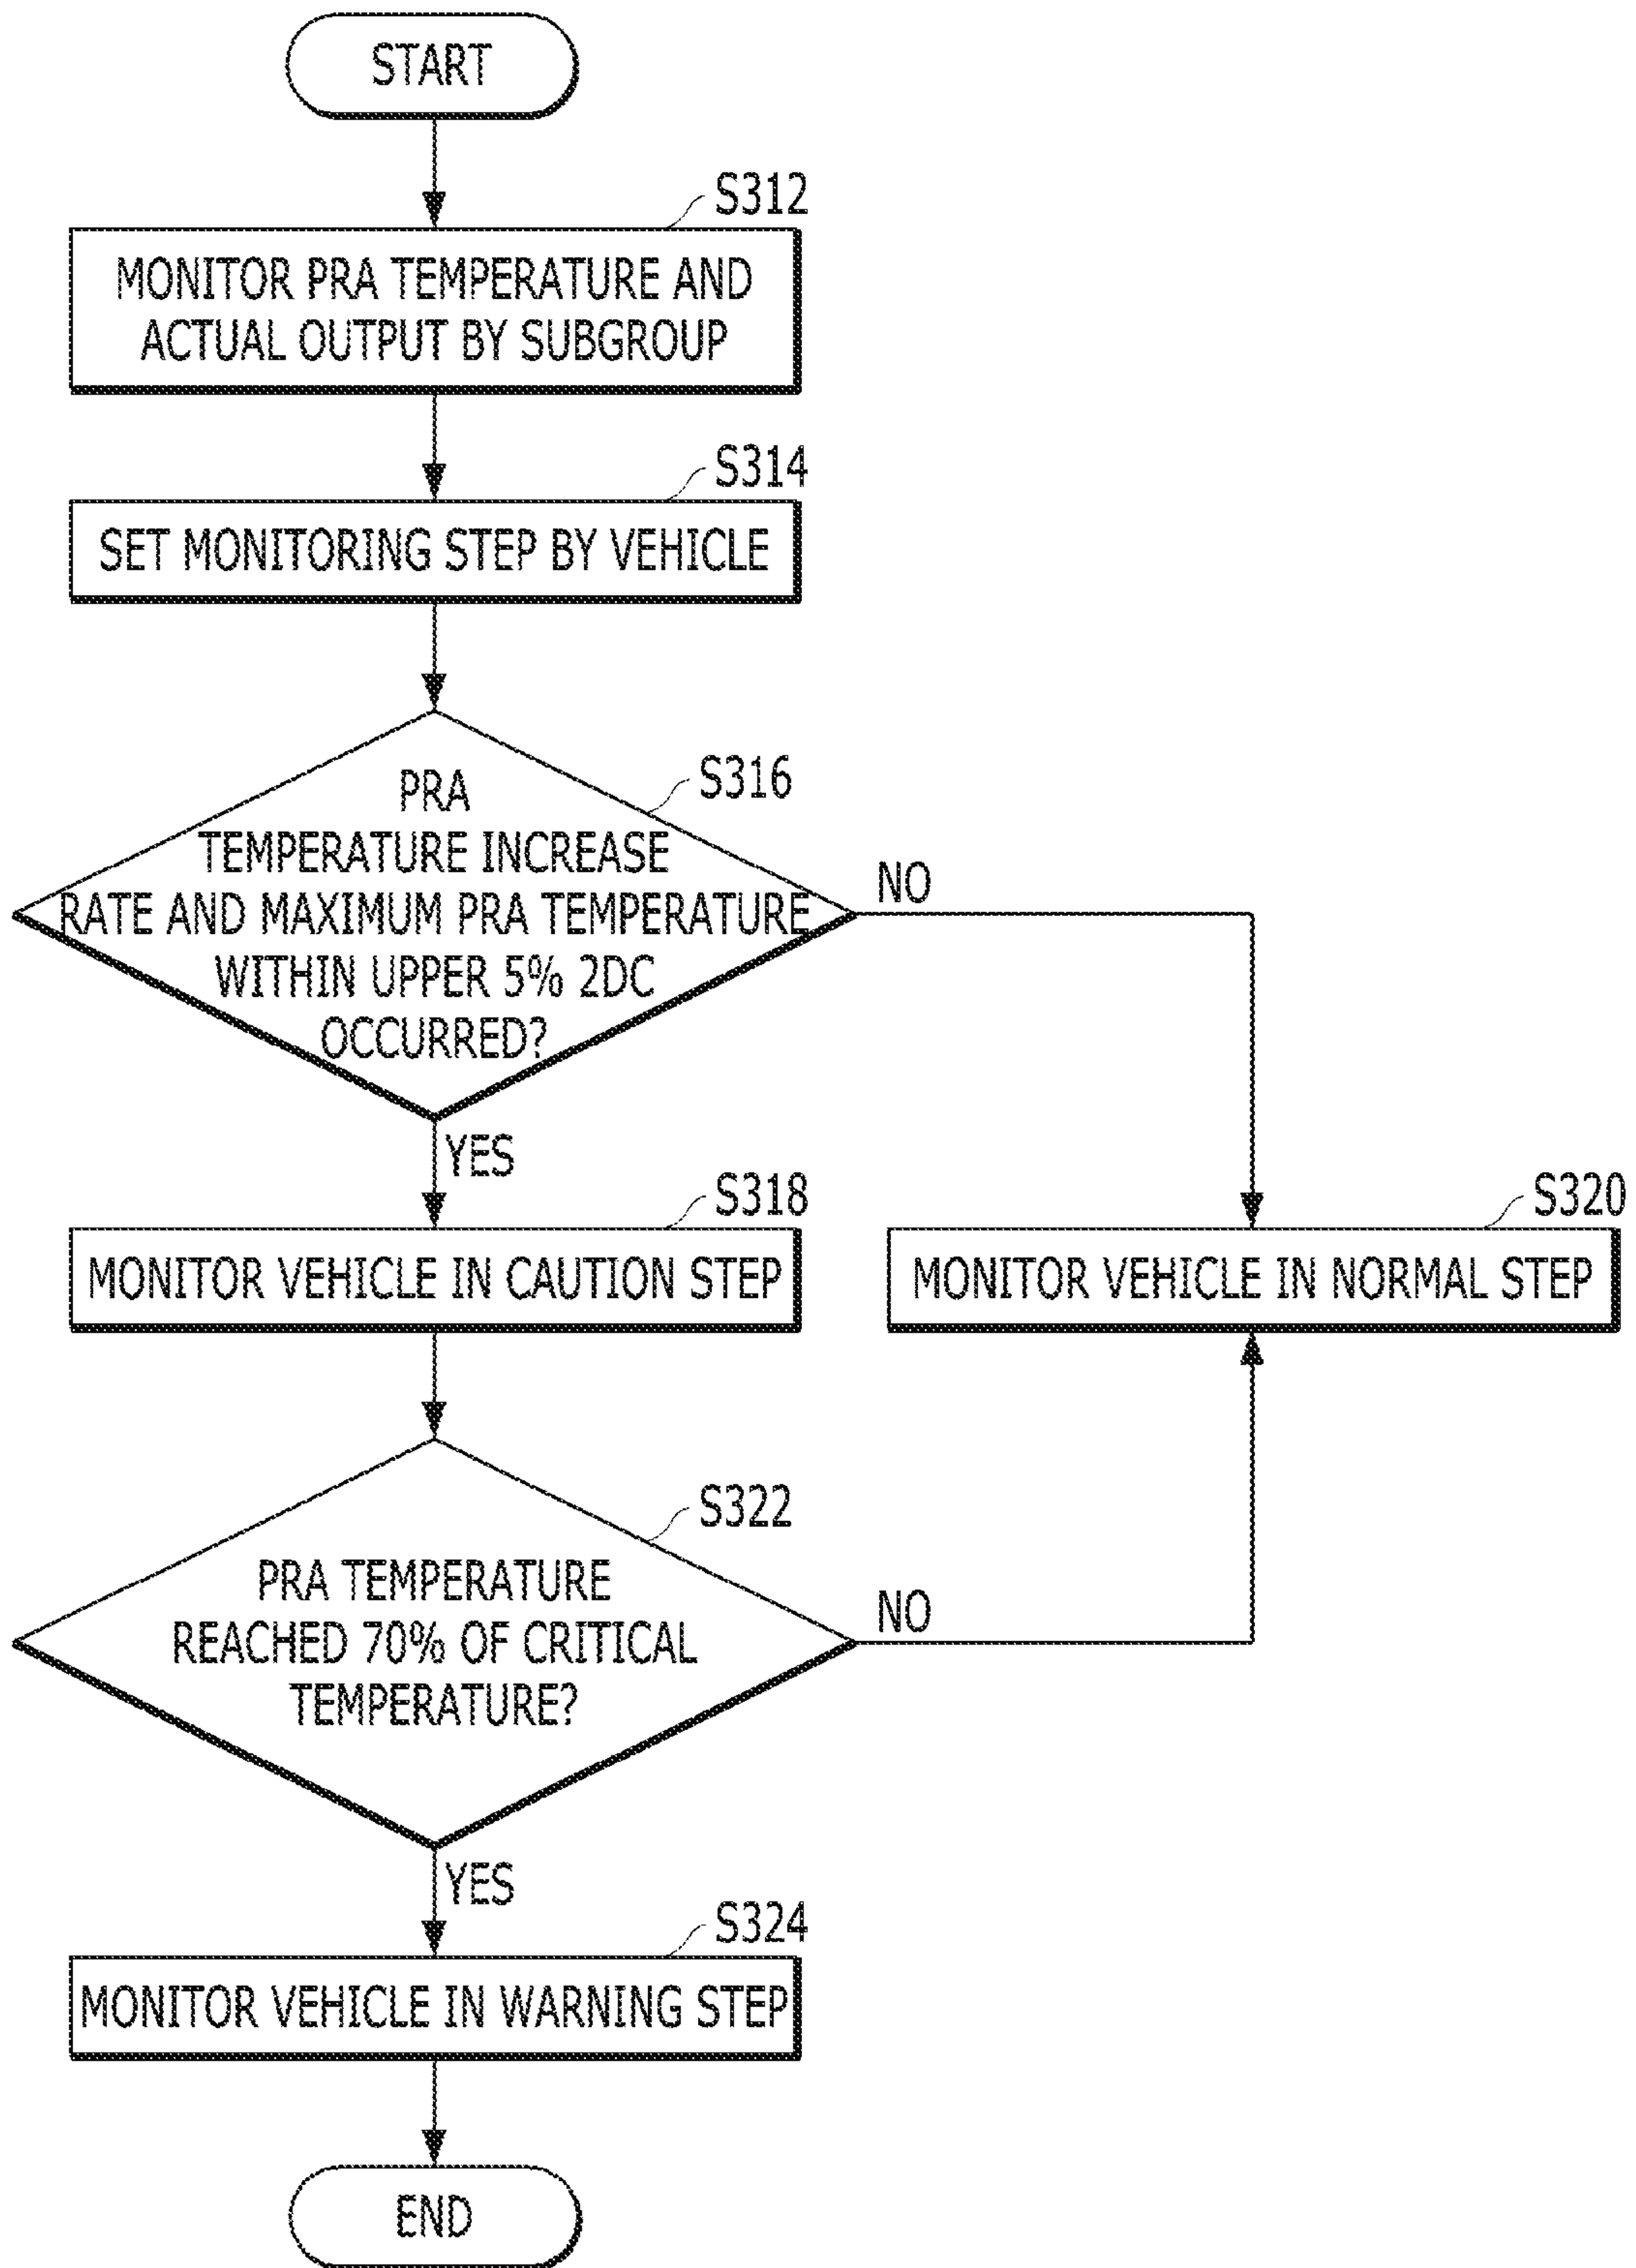 START
S312
MONITOR PRA TEMPERATURE AND
ACTUAL OUTPUT BY SUBGROUP
S314
SET MONITORING STEP BY VEHICLE
S316
PRA
TEMPERATURE INCREASE
RATE AND MAXIMUM PRA TEMPERATURE
WITHIN UPPER 5% 2DC
OCCURRED?
NO
YES
S318
MONITOR VEHICLE IN CAUTION STEP
S320
MONITOR VEHICLE IN NORMAL STEP
S322
PRA TEMPERATURE
REACHED 70% OF CRITICAL
TEMPERATURE?
NO
YES
S324
MONITOR VEHICLE IN WARNING STEP
END